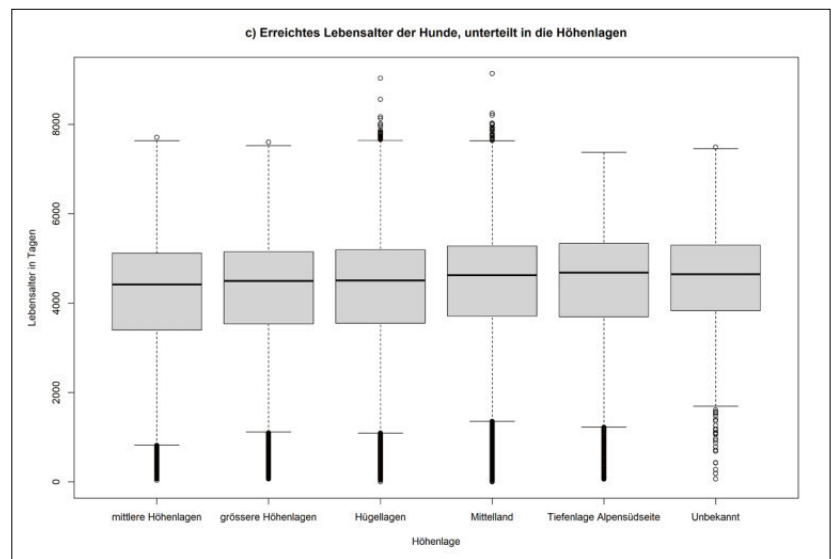 c) Erreichtes Lebensalter der Hunde, unterteilt in die Höhenlagen
Lebensalter in Tagen
8000
6000
4000
2000
0
mittlere Höhenlagen grössere Höhenlagen Hügellagen Mittelland Tiefenlage Alpensüdseite Unbekannt
Höhenlage